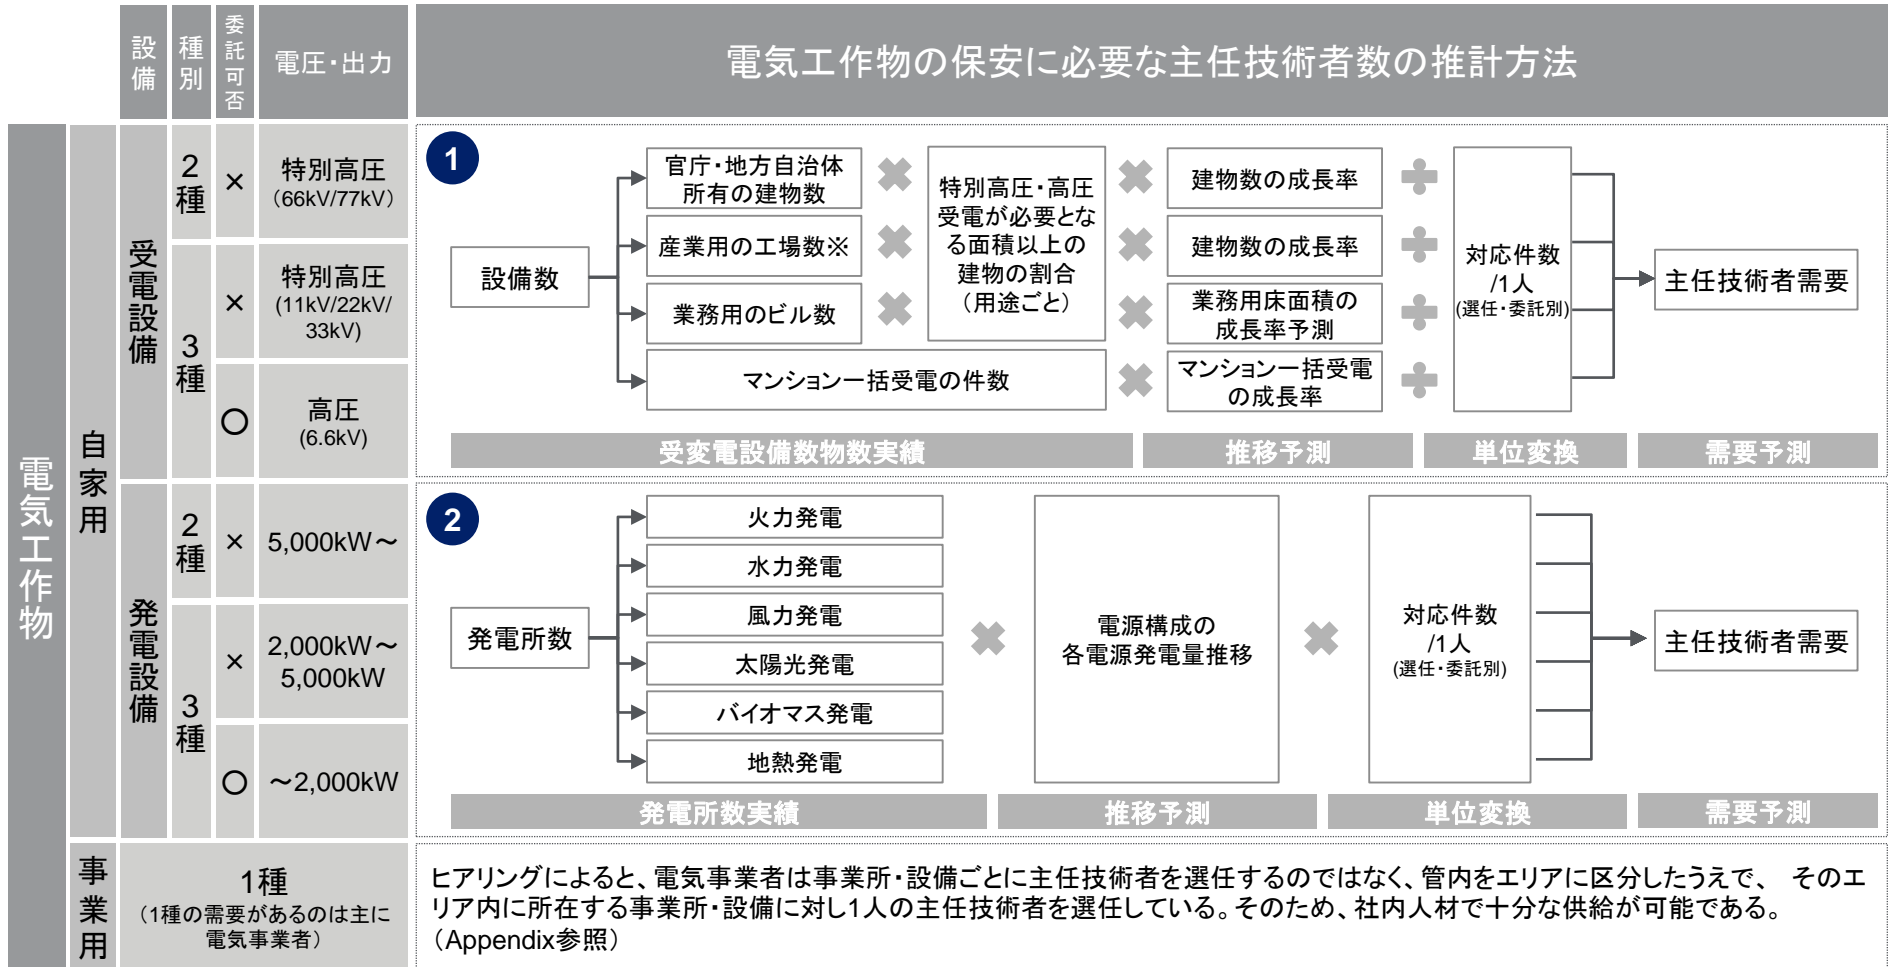 設備
種別
委託可否
電圧・出力
電気工作物の保安に必要な主任技術者数の推計方法
電気工作物
自家用
受電設備
2種
×
特別高圧
(66kV/77kV)
3種
×
特別高圧
(11kV/22kV/
33kV)
○
高圧
(6.6kV)
1
設備数
官庁・地方自治体
所有の建物数
産業用の工場数※
業務用のビル数
マンション一括受電の件数
特別高圧・高圧
受電が必要とな
る面積以上の
建物の割合
(用途ごと)
建物数の成長率
建物数の成長率
業務用床面積の
成長率予測
マンション一括受電
の成長率
対応件数
/1人
(選任・委託別)
主任技術者需要
受変電設備数物数実績
推移予測
単位変換
需要予測
発電設備
2種
×
5,000kW～
3種
×
2,000kW～
5,000kW
○
～2,000kW
2
発電所数
火力発電
水力発電
風力発電
太陽光発電
バイオマス発電
地熱発電
電源構成の
各電源発電量推移
対応件数
/1人
(選任・委託別)
主任技術者需要
発電所数実績
推移予測
単位変換
需要予測
事業用
1種
(1種の需要があるのは主に
電気事業者)
ヒアリングによると、電気事業者は事業所・設備ごとに主任技術者を選任するのではなく、管内をエリアに区分したうえで、 そのエ
リア内に所在する事業所・設備に対し1人の主任技術者を選任している。そのため、社内人材で十分な供給が可能である。
(Appendix参照)